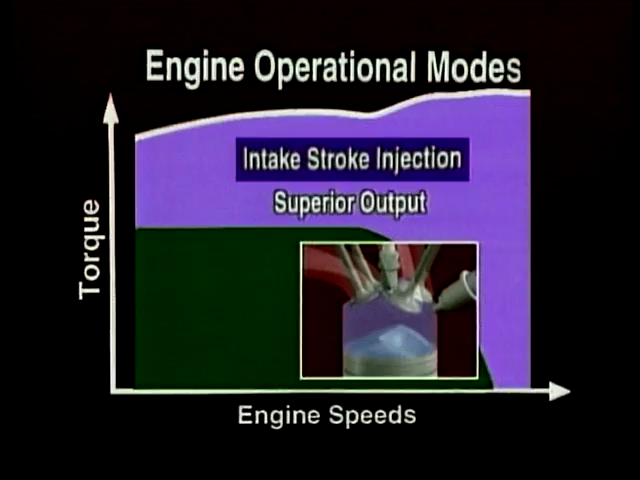 Engine Operational Modes
Intake Stroke Injection
Superior Output
Torque
Engine Speeds